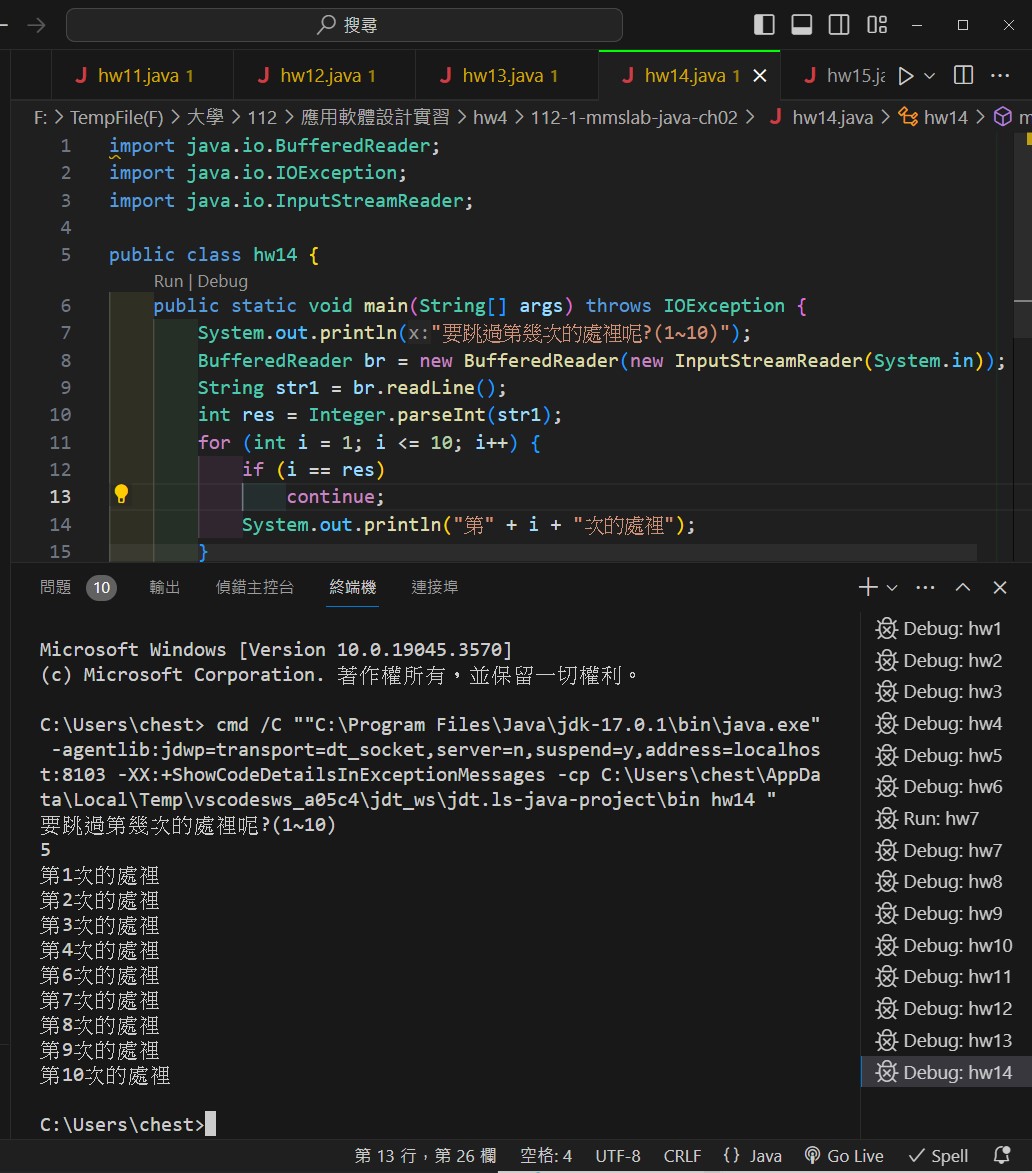 搜尋
hw11.java 1
hw12.java 1
hw13.java 1
hw14.java 1
hw15.ja
F: > TempFile(F) > 大學 > 112 > 應用軟體設計實習 > hw4 > 112-1-mmslab-java-ch02 > hw14.java > hw14 > m
1 import java.io.BufferedReader;
2 import java.io.IOException;
3 import java.io.InputStreamReader;
4
5 public class hw14 {
Run | Debug
6 public static void main(String[] args) throws IOException {
7 System.out.println(x:"要跳過第幾次的處裡呢?(1~10)");
8 BufferedReader br = new BufferedReader(new InputStreamReader(System.in));
9 String str1 = br.readLine();
10 int res = Integer.parseInt(str1);
11 for (int i = 1; i <= 10; i++) {
12 if (i == res)
13 continue;
14 System.out.println("第" + i + "次的處裡");
15 }
問題 10 輸出 偵錯主控台 終端機 連接埠
Microsoft Windows [Version 10.0.19045.3570]
(c) Microsoft Corporation. 著作權所有，並保留一切權利。
C:\Users\chest> cmd /C ""C:\Program Files\Java\jdk-17.0.1\bin\java.exe"
-agentlib:jdwp=transport=dt_socket,server=n,suspend=y,address=localhos
t:8103 -XX:+ShowCodeDetailsInExceptionMessages -cp C:\Users\chest\AppDa
ta\Local\Temp\vscodesws_a05c4\jdt_ws\jdt.ls-java-project\bin hw14 "
要跳過第幾次的處裡呢?(1~10)
5
第1次的處裡
第2次的處裡
第3次的處裡
第4次的處裡
第6次的處裡
第7次的處裡
第8次的處裡
第9次的處裡
第10次的處裡
C:\Users\chest>
Debug: hw1
Debug: hw2
Debug: hw3
Debug: hw4
Debug: hw5
Debug: hw6
Run: hw7
Debug: hw7
Debug: hw8
Debug: hw9
Debug: hw10
Debug: hw11
Debug: hw12
Debug: hw13
Debug: hw14
第 13 行，第 26 欄 空格: 4 UTF-8 CRLF {} Java Go Live Spell